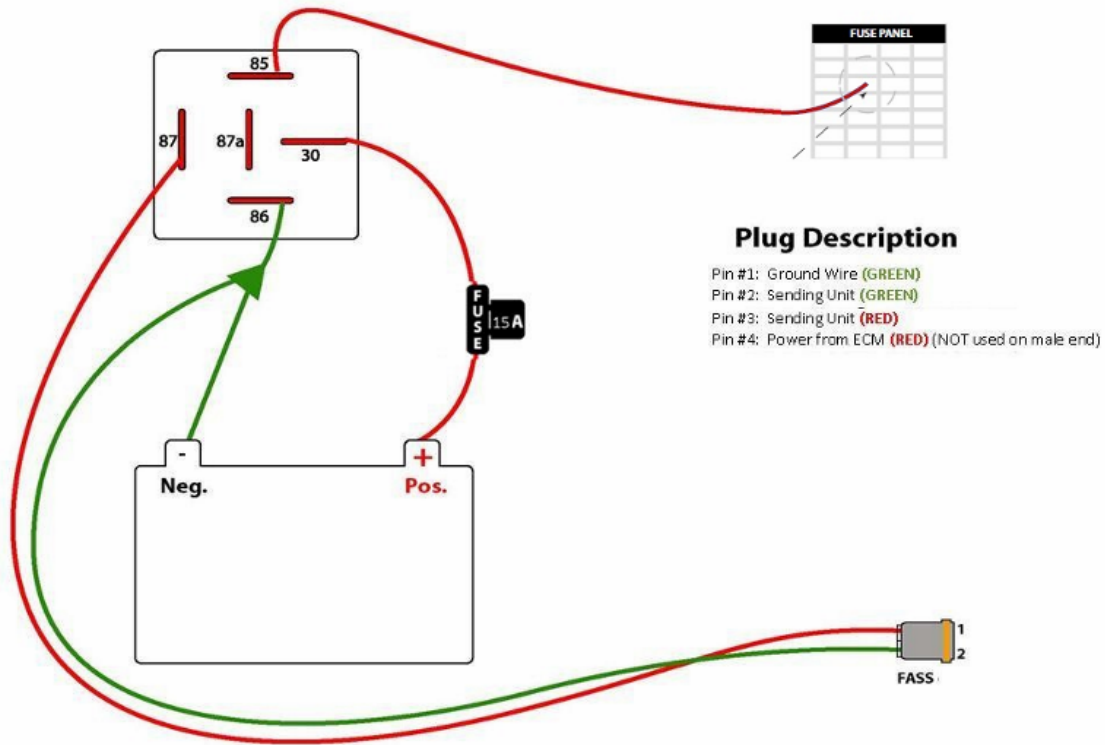 FUSE PANEL
85
87
87a
30
86
FUSE
15A
-
+
Neg.
Pos.
Plug Description
Pin #1: Ground Wire (GREEN)
Pin #2: Sending Unit (GREEN)
Pin #3: Sending Unit (RED)
Pin #4: Power from ECM (RED) (NOT used on male end)
1
2
FASS